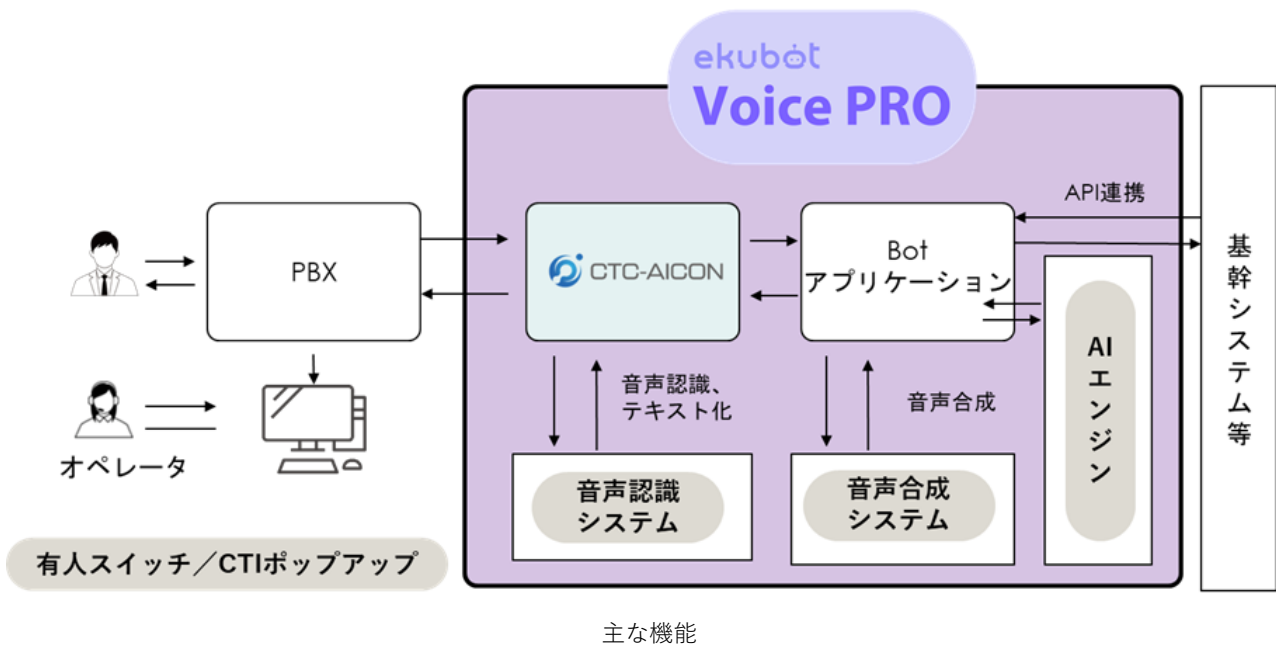 ekubot
Voice PRO
API連携
PBX
CTC-AICON
Bot
アプリケーション
基幹システム等
AIエンジン
音声認識、
テキスト化
音声合成
オペレータ
音声認識
システム
音声合成
システム
有人スイッチ／CTIポップアップ
主な機能